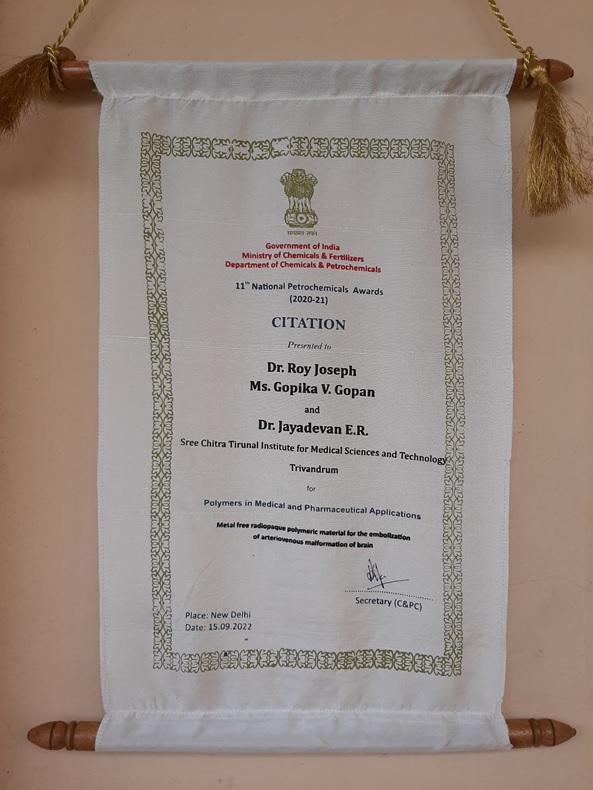 सत्यमेव जयते
Government of India
Ministry of Chemicals & Fertilizers
Department of Chemicals & Petrochemicals
11th National Petrochemicals Awards
(2020-21)
CITATION
Presented to
Dr. Roy Joseph
Ms. Gopika V. Gopan
and
Dr. Jayadevan E.R.
Sree Chitra Tirunal Institute for Medical Sciences and Technology
Trivandrum
for
Polymers in Medical and Pharmaceutical Applications
Metal free radiopaque polymeric material for the embolization
of arteriovenous malformation of brain
Secretary (C&PC)
Place: New Delhi
Date: 15.09.2022